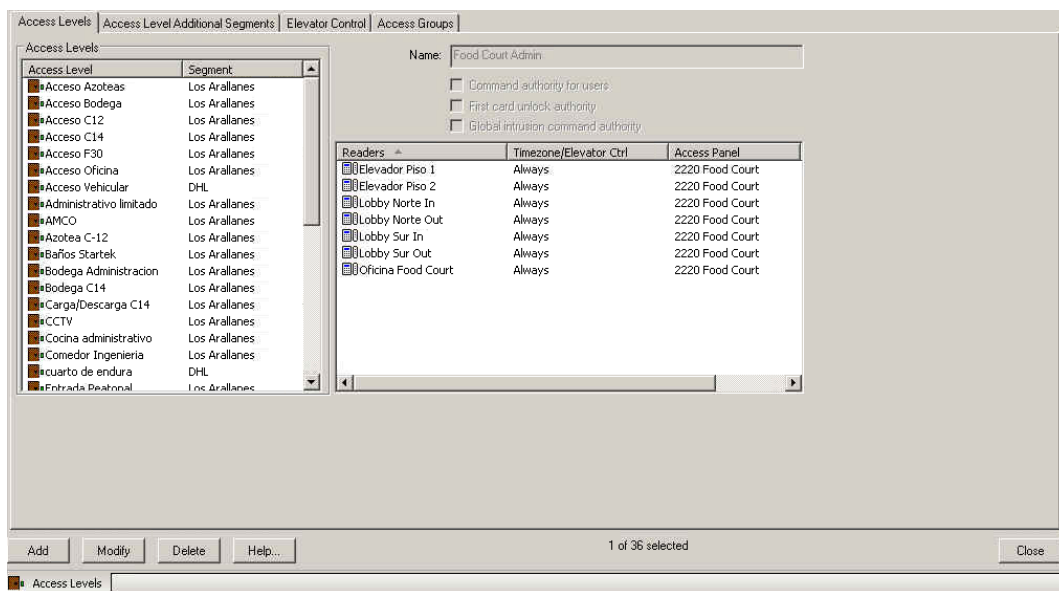 Access Levels Access Level Additional Segments Elevator Control Access Groups
Access Levels
Access Level Segment
Acceso Azoteas Los Arallanes
Acceso Bodega Los Arallanes
Acceso C12 Los Arallanes
Acceso C14 Los Arallanes
Acceso F30 Los Arallanes
Acceso Oficina Los Arallanes
Acceso Vehicular DHL
Administrativo limitado Los Arallanes
AMCO Los Arallanes
Azotea C-12 Los Arallanes
Baños Startek Los Arallanes
Bodega Administracion Los Arallanes
Bodega C14 Los Arallanes
Carga/Descarga C14 Los Arallanes
CCTV Los Arallanes
Cocina administrativo Los Arallanes
Comedor Ingenieria Los Arallanes
cuarto de endura DHL
Entrada Peatonal Los Arallanes
Name: Food Court Admin
Command authority for users
First card unlock authority
Global intrusion command authority
Readers Timezone/Elevator Ctrl Access Panel
Elevador Piso 1 Always 2220 Food Court
Elevador Piso 2 Always 2220 Food Court
Lobby Norte In Always 2220 Food Court
Lobby Norte Out Always 2220 Food Court
Lobby Sur In Always 2220 Food Court
Lobby Sur Out Always 2220 Food Court
Oficina Food Court Always 2220 Food Court
Add Modify Delete Help... 1 of 36 selected Close
Access Levels